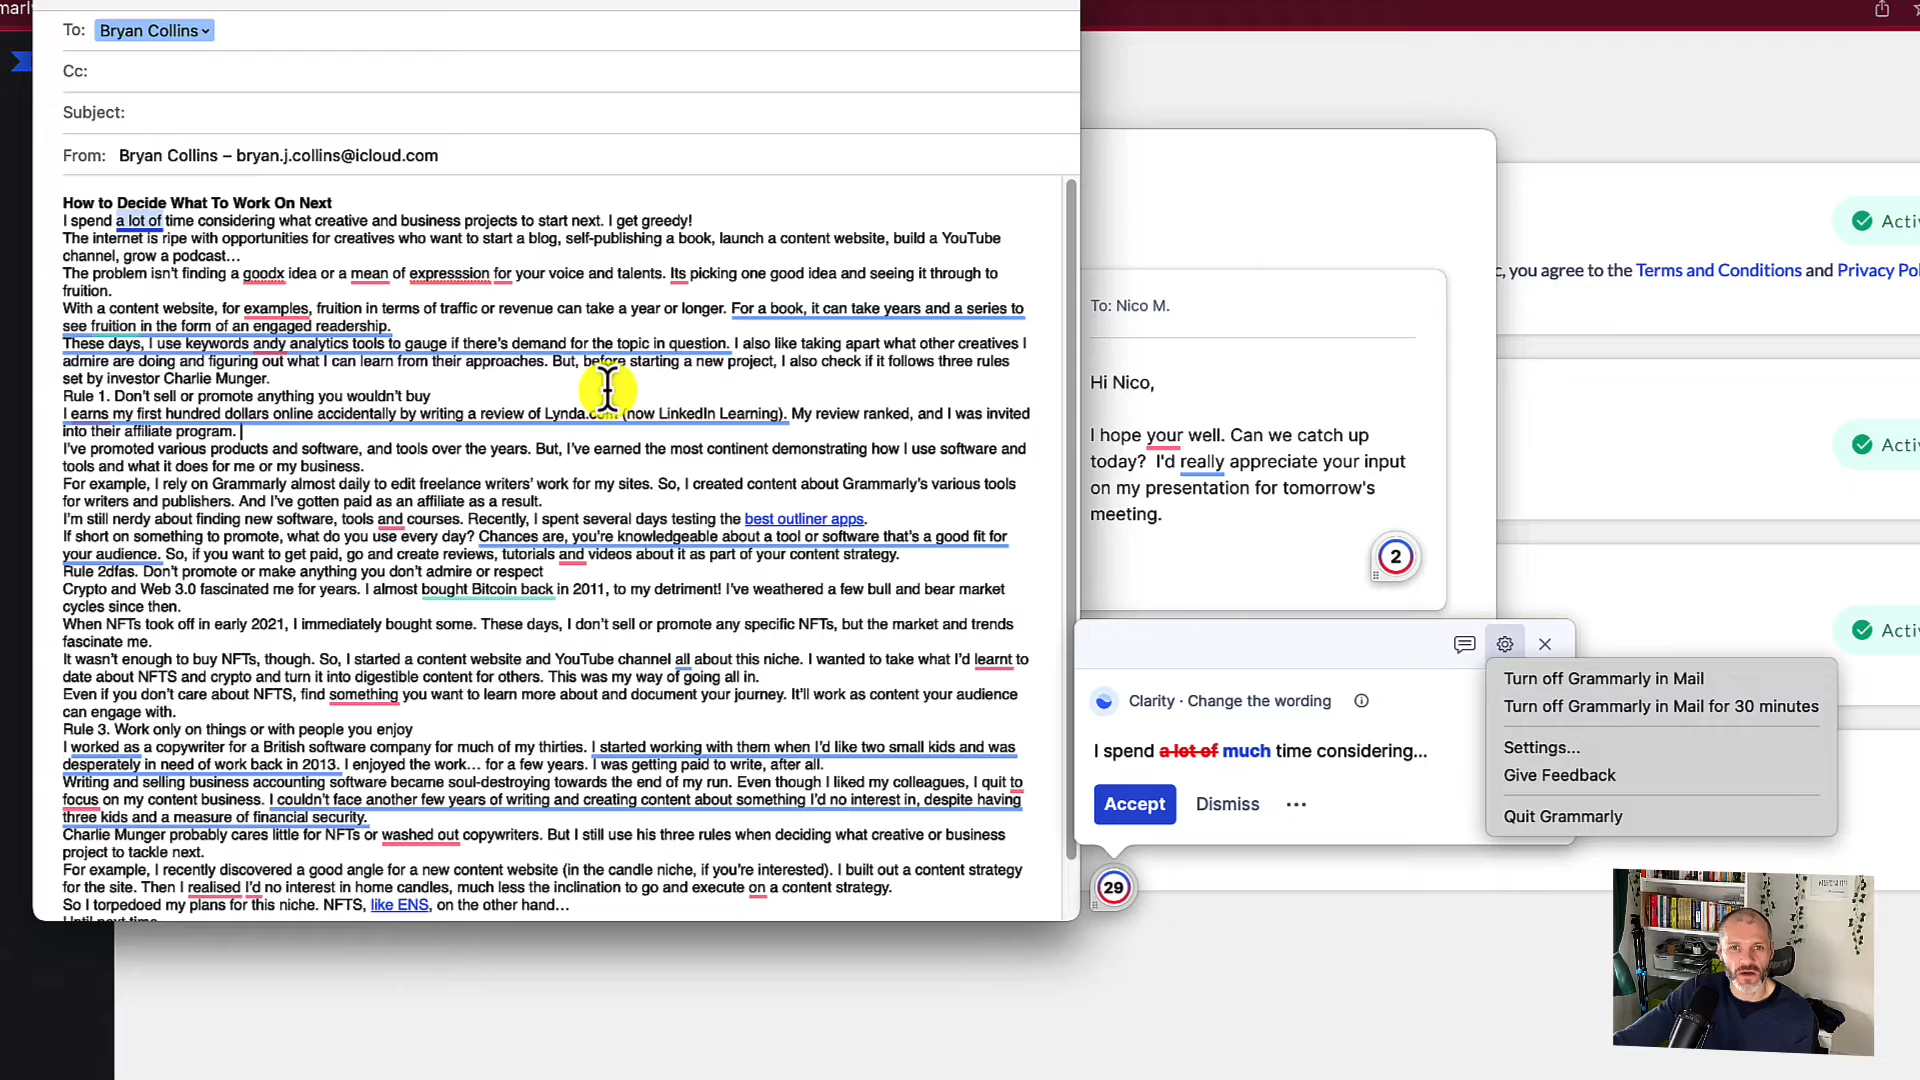 marly
To: Bryan Collins
Cc:
Subject:
From: Bryan Collins – bryan.j.collins@icloud.com
How to Decide What To Work On Next
I spend a lot of time considering what creative and business projects to start next. I get greedy!
The internet is ripe with opportunities for creatives who want to start a blog, self-publishing a book, launch a content website, build a YouTube
channel, grow a podcast…
The problem isn't finding a goodx idea or a mean of expresssion for your voice and talents. Its picking one good idea and seeing it through to
fruition.
With a content website, for examples, fruition in terms of traffic or revenue can take a year or longer. For a book, it can take years and a series to
see fruition in the form of an engaged readership.
These days, I use keywords andy analytics tools to gauge if there's demand for the topic in question. I also like taking apart what other creatives I
admire are doing and figuring out what I can learn from their approaches. But, before starting a new project, I also check if it follows three rules
set by investor Charlie Munger.
Rule 1. Don't sell or promote anything you wouldn't buy
I earns my first hundred dollars online accidentally by writing a review of Lynda.com (now LinkedIn Learning). My review ranked, and I was invited
into their affiliate program.
I've promoted various products and software, and tools over the years. But, I've earned the most continent demonstrating how I use software and
tools and what it does for me or my business.
For example, I rely on Grammarly almost daily to edit freelance writers' work for my sites. So, I created content about Grammarly's various tools
for writers and publishers. And I've gotten paid as an affiliate as a result.
I'm still nerdy about finding new software, tools and courses. Recently, I spent several days testing the best outliner apps.
If short on something to promote, what do you use every day? Chances are, you're knowledgeable about a tool or software that's a good fit for
your audience. So, if you want to get paid, go and create reviews, tutorials and videos about it as part of your content strategy.
Rule 2dfas. Don't promote or make anything you don't admire or respect
Crypto and Web 3.0 fascinated me for years. I almost bought Bitcoin back in 2011, to my detriment! I've weathered a few bull and bear market
cycles since then.
When NFTs took off in early 2021, I immediately bought some. These days, I don't sell or promote any specific NFTs, but the market and trends
fascinate me.
It wasn't enough to buy NFTs, though. So, I started a content website and YouTube channel all about this niche. I wanted to take what I'd learnt to
date about NFTS and crypto and turn it into digestible content for others. This was my way of going all in.
Even if you don't care about NFTS, find something you want to learn more about and document your journey. It'll work as content your audience
can engage with.
Rule 3. Work only on things or with people you enjoy
I worked as a copywriter for a British software company for much of my thirties. I started working with them when I'd like two small kids and was
desperately in need of work back in 2013. I enjoyed the work… for a few years. I was getting paid to write, after all.
Writing and selling business accounting software became soul-destroying towards the end of my run. Even though I liked my colleagues, I quit to
focus on my content business. I couldn't face another few years of writing and creating content about something I'd no interest in, despite having
three kids and a measure of financial security.
Charlie Munger probably cares little for NFTs or washed out copywriters. But I still use his three rules when deciding what creative or business
project to tackle next.
For example, I recently discovered a good angle for a new content website (in the candle niche, if you're interested). I built out a content strategy
for the site. Then I realised I'd no interest in home candles, much less the inclination to go and execute on a content strategy.
So I torpedoed my plans for this niche. NFTS, like ENS, on the other hand…
Until next time
To: Nico M.
Hi Nico,
I hope your well. Can we catch up
today? I'd really appreciate your input
on my presentation for tomorrow's
meeting.
2
Clarity · Change the wording
I spend a lot of much time considering...
Accept Dismiss
29
Turn off Grammarly in Mail
Turn off Grammarly in Mail for 30 minutes
Settings...
Give Feedback
Quit Grammarly
Activ
c, you agree to the Terms and Conditions and Privacy Pol
Activ
Activ